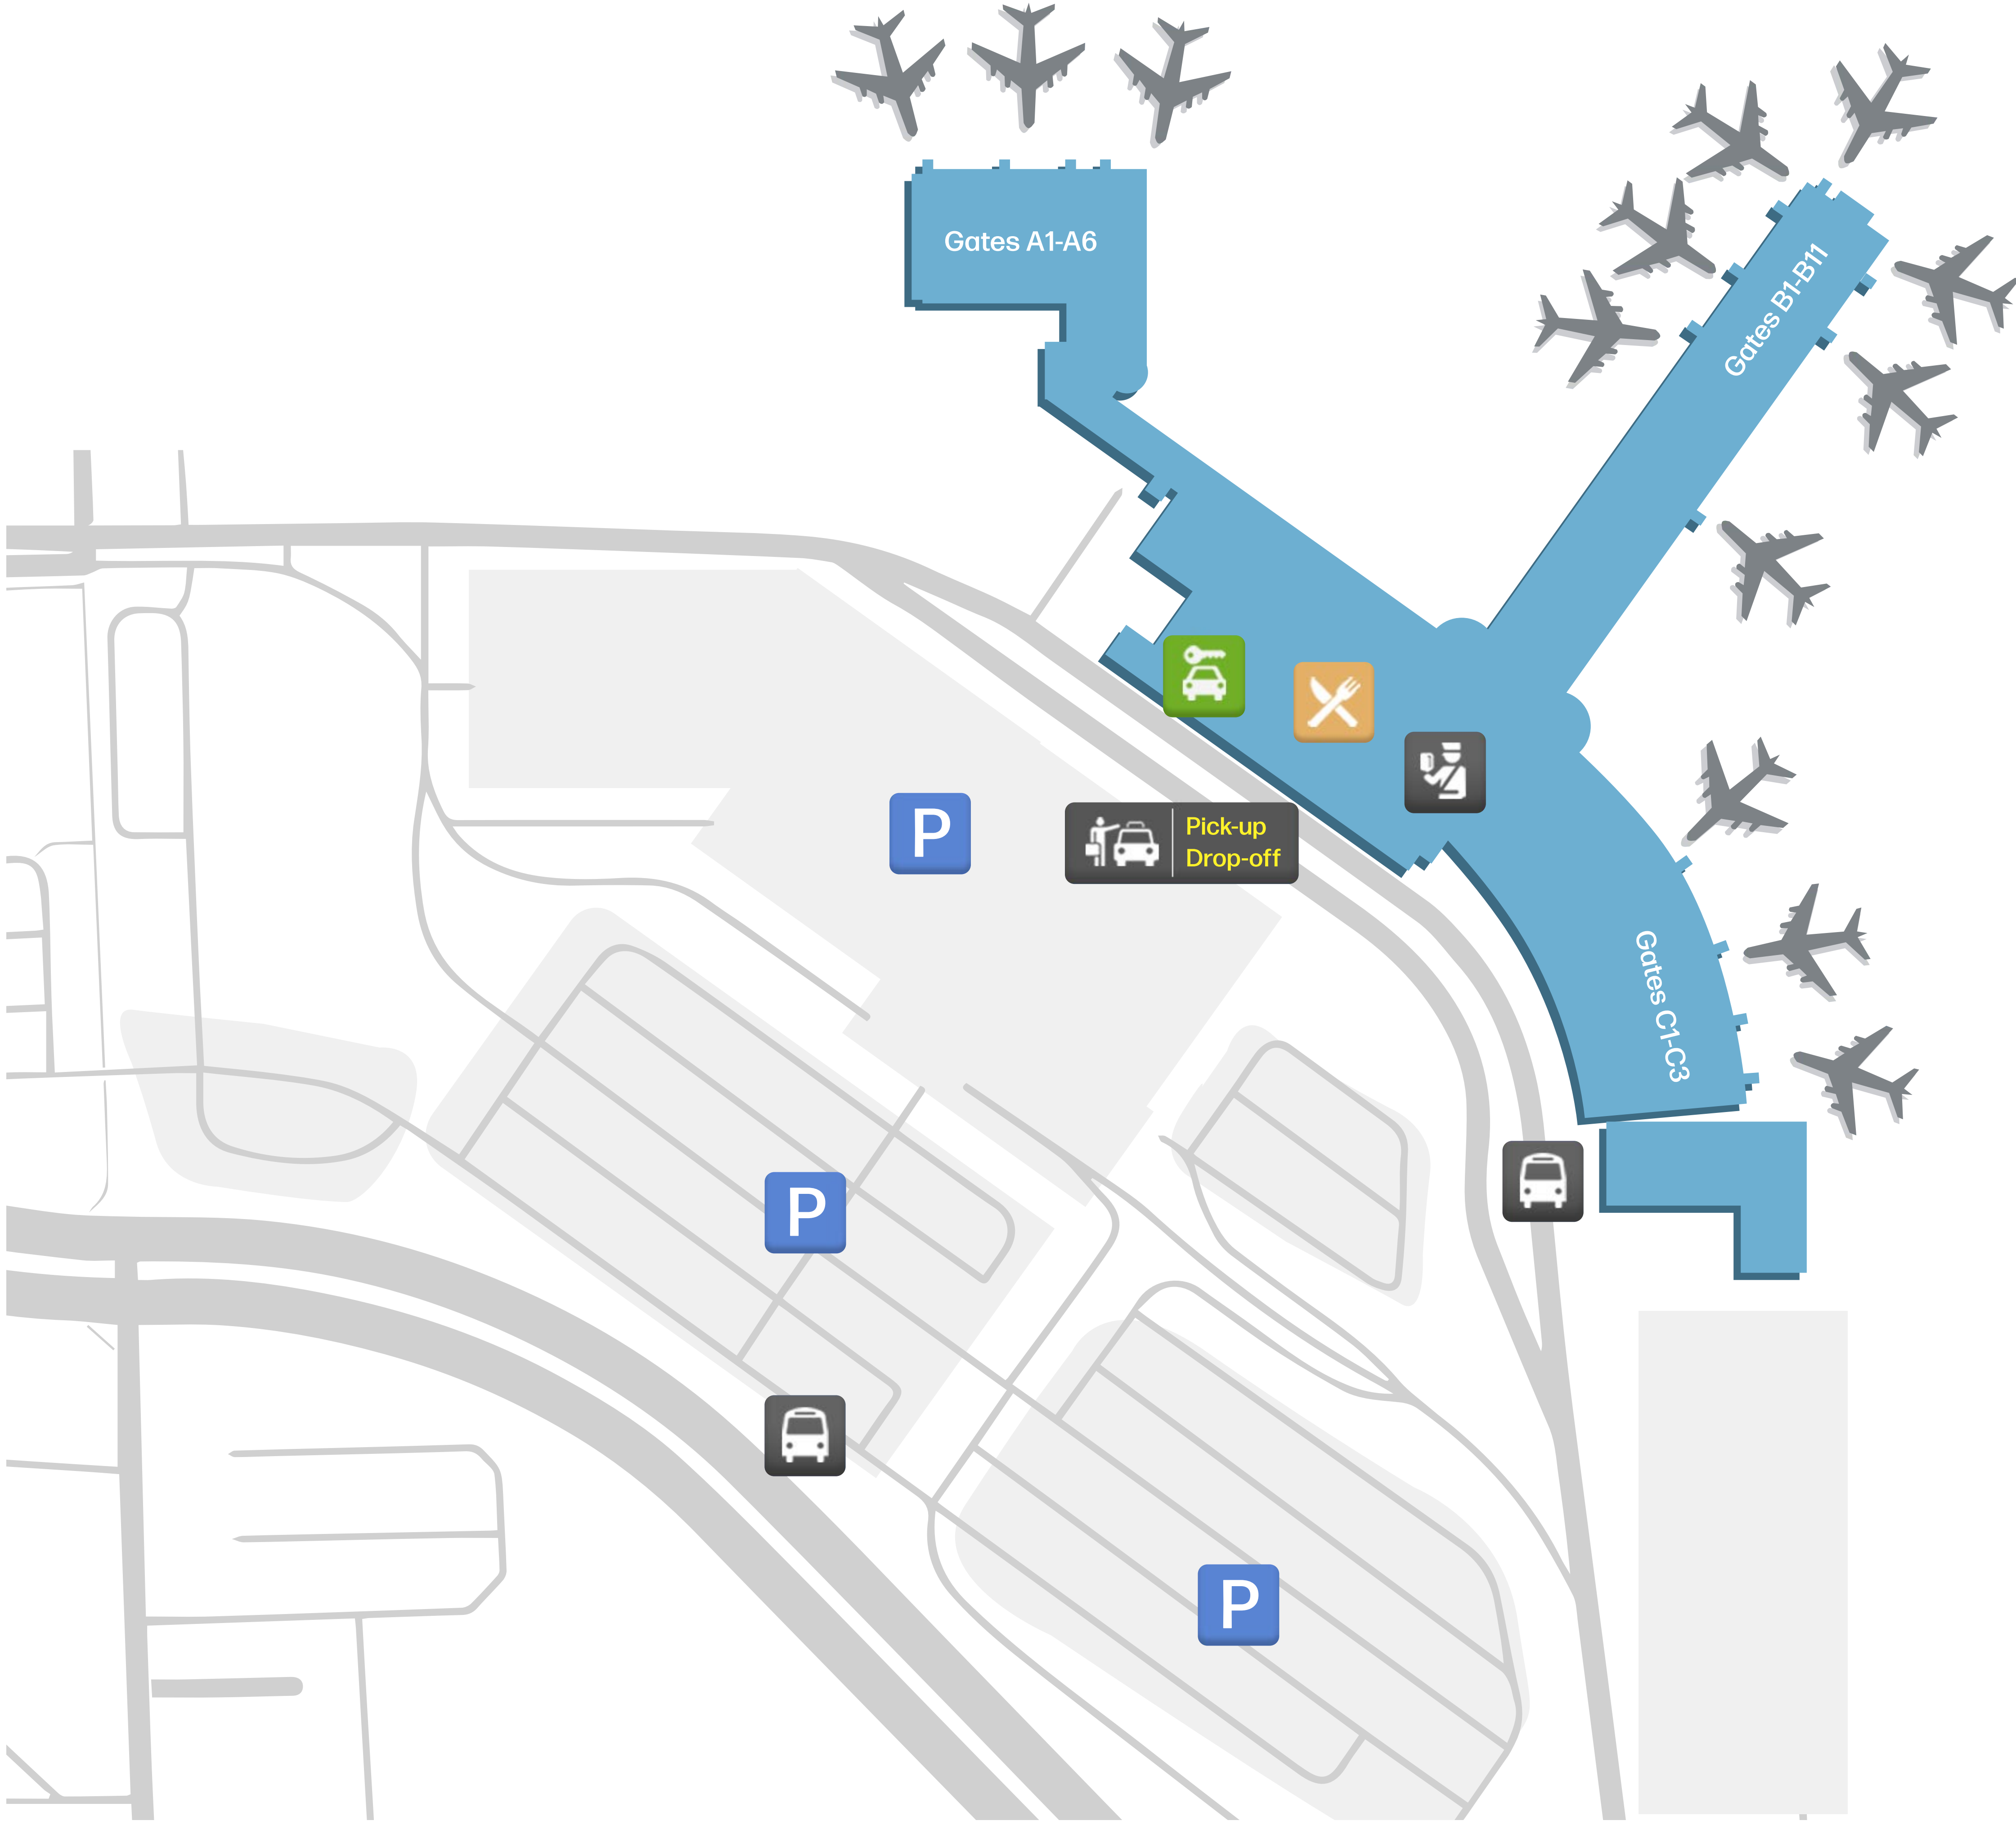 Gates A1-A6
Gates B1-B11
P
Pick-up
Drop-off
Gates C1-C3
P
P